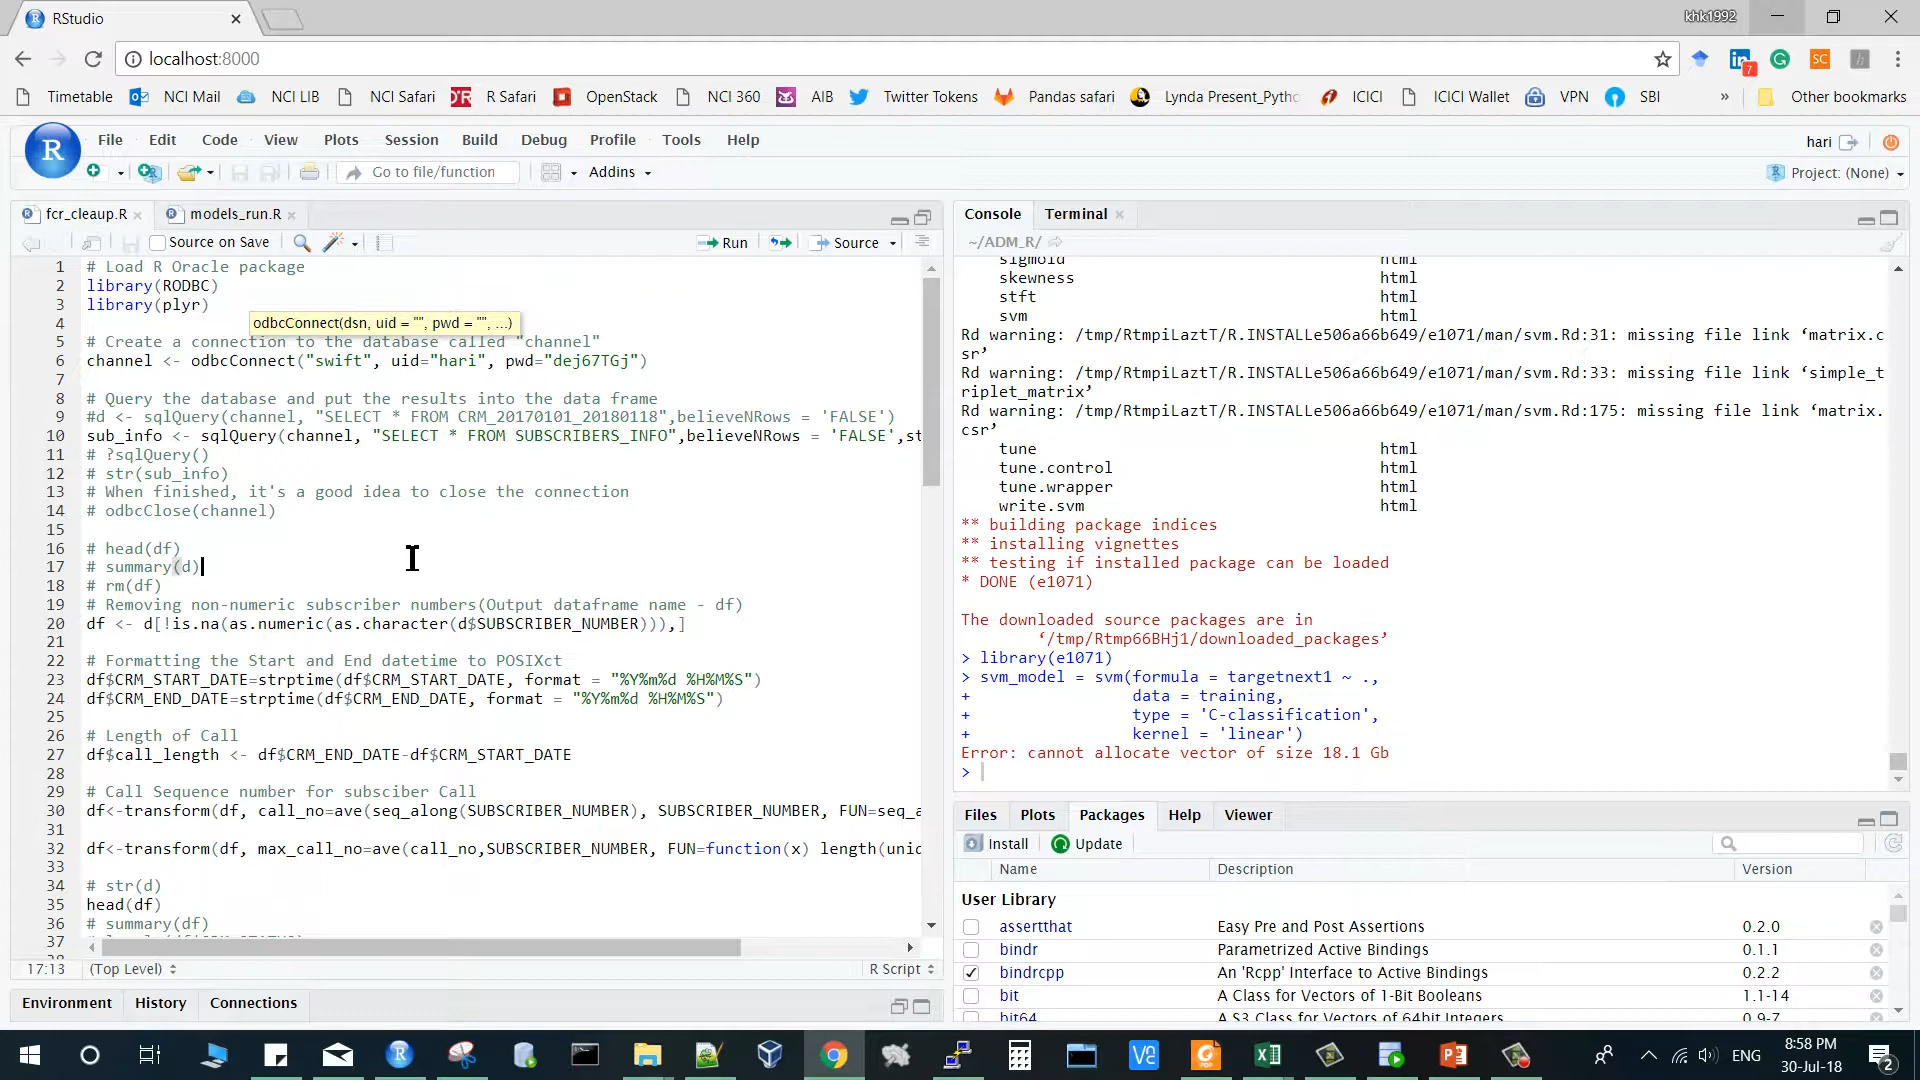 RStudio
khk1992
localhost:8000
7
SC
Timetable NCI Mail NCI LIB NCI Safari R Safari OpenStack NCI 360 AIB Twitter Tokens Pandas safari Lynda Present_Pytho ICICI ICICI Wallet VPN SBI » Other bookmarks
R File Edit Code View Plots Session Build Debug Profile Tools Help
hari
Go to file/function Addins
Project: (None)
fcr_cleaup.R models_run.R
Source on Save Run Source
1 # Load R Oracle package
2 library(RODBC)
3 library(plyr)
4
odbcConnect(dsn, uid = "", pwd = "", ...)
5 # Create a connection to the database called "channel"
6 channel <- odbcConnect("swift", uid="hari", pwd="dej67TGj")
7
8 # Query the database and put the results into the data frame
9 #d <- sqlQuery(channel, "SELECT * FROM CRM_20170101_20180118",believeNRows = 'FALSE')
10 sub_info <- sqlQuery(channel, "SELECT * FROM SUBSCRIBERS_INFO",believeNRows = 'FALSE',st
11 # ?sqlQuery()
12 # str(sub_info)
13 # When finished, it's a good idea to close the connection
14 # odbcClose(channel)
15
16 # head(df)
17 # summary(d)
18 # rm(df)
19 # Removing non-numeric subscriber numbers(Output dataframe name - df)
20 df <- d[!is.na(as.numeric(as.character(d$SUBSCRIBER_NUMBER))),]
21
22 # Formatting the Start and End datetime to POSIXct
23 df$CRM_START_DATE=strptime(df$CRM_START_DATE, format = "%Y%m%d %H%M%S")
24 df$CRM_END_DATE=strptime(df$CRM_END_DATE, format = "%Y%m%d %H%M%S")
25
26 # Length of Call
27 df$call_length <- df$CRM_END_DATE-df$CRM_START_DATE
28
29 # Call Sequence number for subsciber Call
30 df<-transform(df, call_no=ave(seq_along(SUBSCRIBER_NUMBER), SUBSCRIBER_NUMBER, FUN=seq_a
31
32 df<-transform(df, max_call_no=ave(call_no,SUBSCRIBER_NUMBER, FUN=function(x) length(unic
33
34 # str(d)
35 head(df)
36 # summary(df)
37
17:13 (Top Level) R Script
Environment History Connections
Console Terminal
~/ADM_R/
sigmoid html
skewness html
stft html
svm html
Rd warning: /tmp/RtmpiLaztT/R.INSTALLe506a66b649/e1071/man/svm.Rd:31: missing file link ‘matrix.c
sr’
Rd warning: /tmp/RtmpiLaztT/R.INSTALLe506a66b649/e1071/man/svm.Rd:33: missing file link ‘simple_t
riplet_matrix’
Rd warning: /tmp/RtmpiLaztT/R.INSTALLe506a66b649/e1071/man/svm.Rd:175: missing file link ‘matrix.
csr’
tune html
tune.control html
tune.wrapper html
write.svm html
** building package indices
** installing vignettes
** testing if installed package can be loaded
* DONE (e1071)
The downloaded source packages are in
‘/tmp/Rtmp66BHj1/downloaded_packages’
> library(e1071)
> svm_model = svm(formula = targetnext1 ~ .,
+ data = training,
+ type = 'C-classification',
+ kernel = 'linear')
Error: cannot allocate vector of size 18.1 Gb
>
Files Plots Packages Help Viewer
Install Update
Name Description Version
User Library
assertthat Easy Pre and Post Assertions 0.2.0
bindr Parametrized Active Bindings 0.1.1
bindrcpp An 'Rcpp' Interface to Active Bindings 0.2.2
bit A Class for Vectors of 1-Bit Booleans 1.1-14
bit64 A S3 Class for Vectors of 64bit Integers 0.9-7
ENG
8:58 PM
30-Jul-18
2